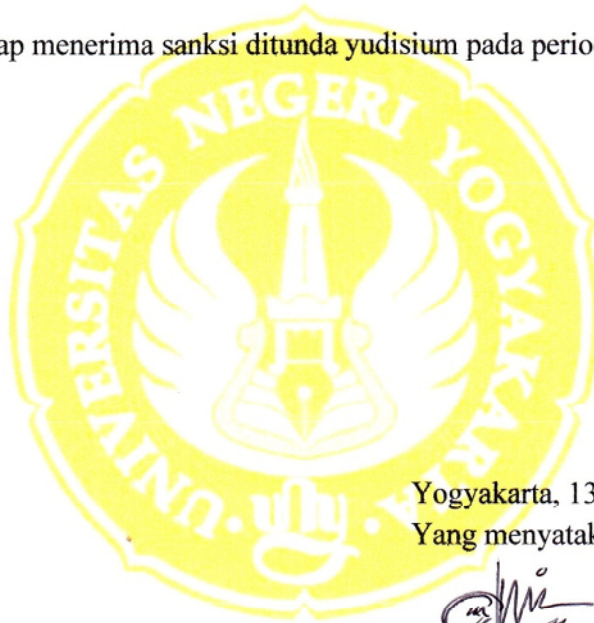 ap menerima sanksi ditunda yudisium pada perio
UNIVERSITAS NEGERI YOGYAKARTA
uny
Yogyakarta, 13
Yang menyatak